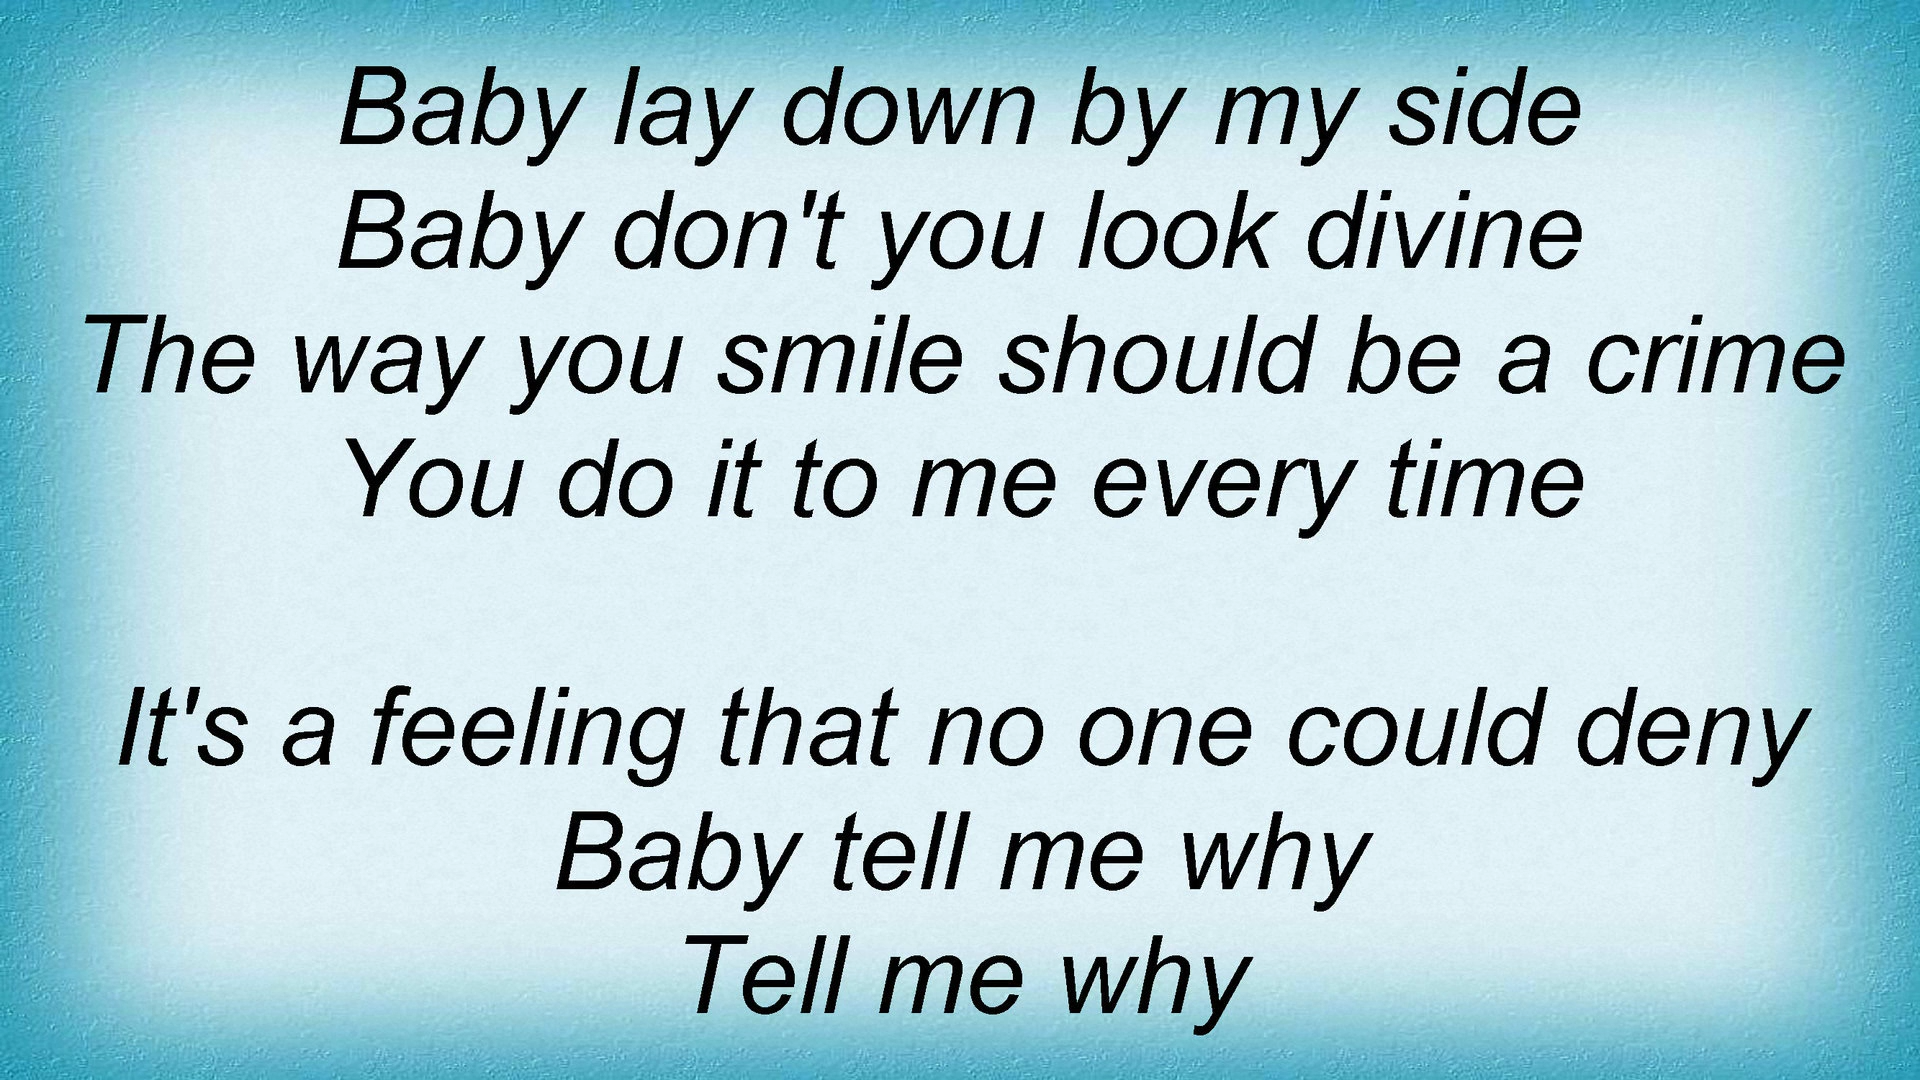 Baby lay down by my side
Baby don't you look divine
The way you smile should be a crime
You do it to me every time
It's a feeling that no one could deny
Baby tell me why
Tell me why